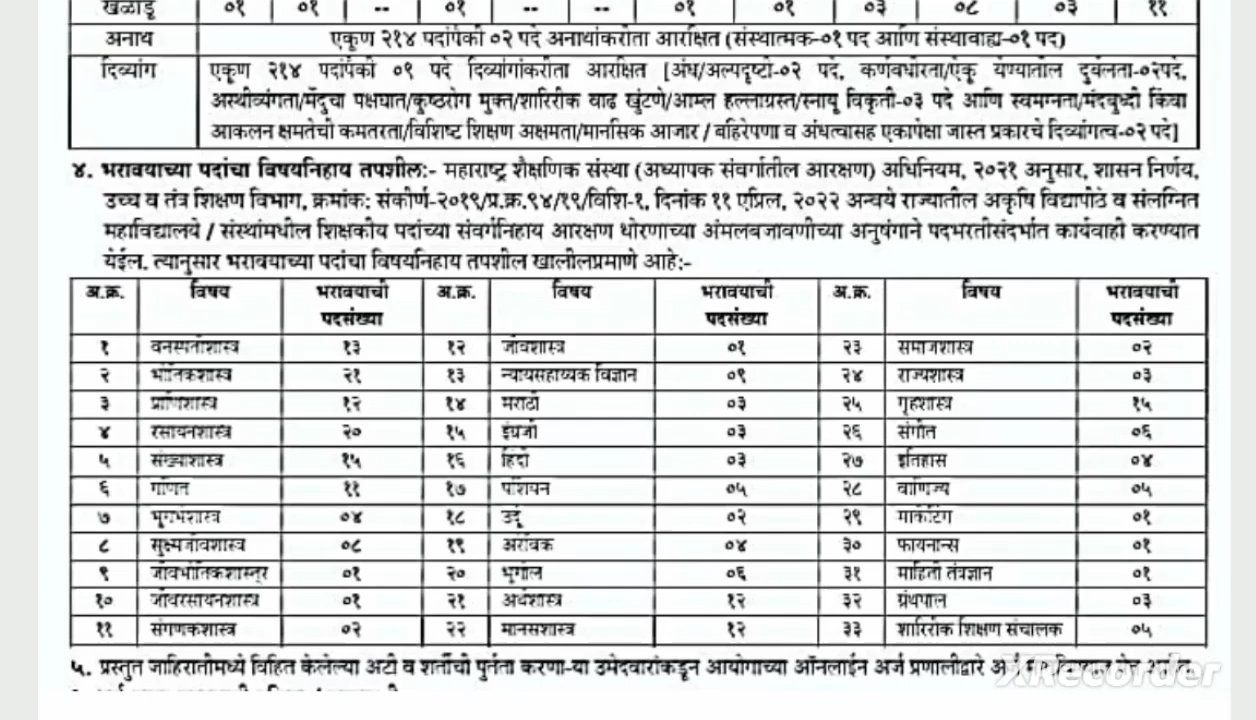 खेळाडू ०१ ०१ -- ०१ -- -- ०१ ०१ ०३ ०८ ०३ ११
अनाथ एकूण २१४ पदांपैकी ०२ पदे अनाथांकरीता आरक्षित (संस्थात्मक-०१ पद आणि संस्थाबाह्य-०१ पद)
दिव्यांग एकूण २१४ पदांपैकी ०९ पदे दिव्यांगांकरीता आरक्षित [अंध/अल्पदृष्टी-०२ पदे, कर्णबधीरता/ऐकू येण्यातील दुर्बलता-०२पदे,
अस्थीव्यंगता/मेंदुचा पक्षघात/कुष्ठरोग मुक्त/शारिरीक वाढ खुंटणे/आम्ल हल्लाग्रस्त/स्नायू विकृती-०३ पदे आणि स्वमग्नता/मंदबुध्दी किंवा
आकलन क्षमतेची कमतरता/विशिष्ट शिक्षण अक्षमता/मानसिक आजार / बहिरेपणा व अंधत्वासह एकापेक्षा जास्त प्रकारचे दिव्यांगत्व-०२ पदे]
४. भरावयाच्या पदांचा विषयनिहाय तपशील:- महाराष्ट्र शैक्षणिक संस्था (अध्यापक संवर्गातील आरक्षण) अधिनियम, २०२१ अनुसार, शासन निर्णय,
उच्च व तंत्र शिक्षण विभाग, क्रमांक: संकीर्ण-२०१९/प्र.क्र.९४/१९/विशि-१, दिनांक ११ एप्रिल, २०२२ अन्वये राज्यातील अकृषि विद्यापीठे व संलग्नित
महाविद्यालये / संस्थांमधील शिक्षकीय पदांच्या संवर्गनिहाय आरक्षण धोरणाच्या अंमलबजावणीच्या अनुषंगाने पदभरतीसंदर्भात कार्यवाही करण्यात
येईल. त्यानुसार भरावयाच्या पदांचा विषयनिहाय तपशील खालीलप्रमाणे आहे:-
अ.क्र. विषय भरावयाची अ.क्र. विषय भरावयाची अ.क्र. विषय भरावयाची
पदसंख्या पदसंख्या पदसंख्या
१ वनस्पतीशास्त्र १३ १२ जीवशास्त्र ०१ २३ समाजशास्त्र ०२
२ भौतिकशास्त्र २१ १३ न्यायसहाय्यक विज्ञान ०९ २४ राज्यशास्त्र ०३
३ प्राणिशास्त्र १२ १४ मराठी ०३ २५ गृहशास्त्र १५
४ रसायनशास्त्र २० १५ इंग्रजी ०३ २६ संगीत ०६
५ संख्याशास्त्र १५ १६ हिंदी ०३ २७ इतिहास ०४
६ गणित ११ १७ पर्शियन ०५ २८ वाणिज्य ०५
७ भूगर्भशास्त्र ०४ १८ उर्दू ०२ २९ मार्केटिंग ०१
८ सुक्ष्मजीवशास्त्र ०८ १९ अरेबिक ०४ ३० फायनान्स ०१
९ जीवभौतिकशास्त्र ०१ २० भूगोल ०६ ३१ माहिती तंत्रज्ञान ०१
१० जीवरसायनशास्त्र ०१ २१ अर्थशास्त्र १२ ३२ ग्रंथपाल ०३
११ संगणकशास्त्र ०२ २२ मानसशास्त्र १२ ३३ शारिरीक शिक्षण संचालक ०५
५. प्रस्तुत जाहिरातीमध्ये विहित केलेल्या अटी व शर्तीची पुर्नता करणा-या उमेदवारांकडून आयोगाच्या ऑनलाईन अर्ज प्रणालीद्वारे
XRecorder